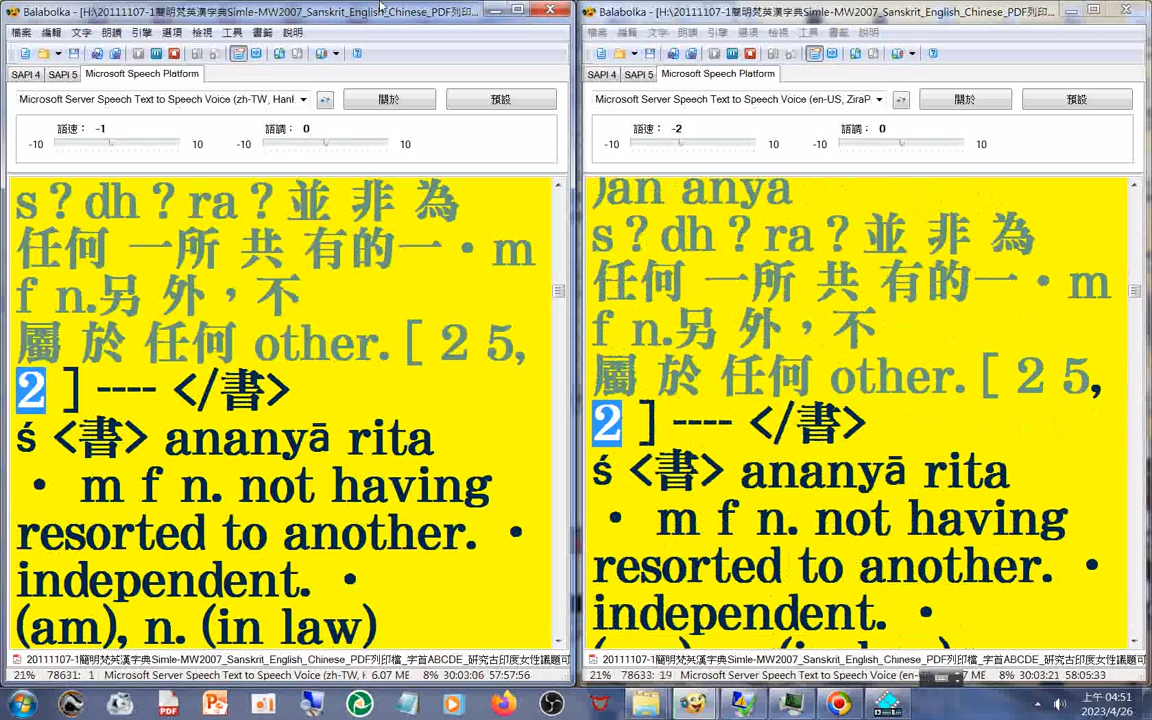 Balabolka - [H:\20111107-1簡明梵英漢字典Simle-MW2007_Sanskrit_English_Chinese_PDF列印...
檔案 編輯 文字 朗讀 引擎 選項 檢視 工具 書籤 說明
SAPI 4 SAPI 5 Microsoft Speech Platform
Microsoft Server Speech Text to Speech Voice (zh-TW, HanH
關於 預設
語速： -1 語調： 0
-10 10 -10 10
s？dh？ra？並 非 為
任何 一所 共 有的一•m
f n.另 外，不
屬 於 任何 other.［ 2 5,
2 ］---- </書>
ś <書> ananyā rita
• m f n. not having
resorted to another. •
independent. •
(am), n. (in law)
20111107-1簡明梵英漢字典Simle-MW2007_Sanskrit_English_Chinese_PDF列印檔_字首ABCDE_研究古印度女性議題可
21% 78631: 1 Microsoft Server Speech Text to Speech Voice (zh-TW, H 6.07 MB 8% 30:03:06 57:57:56
Balabolka - [H:\20111107-1簡明梵英漢字典Simle-MW2007_Sanskrit_English_Chinese_PDF列印...
檔案 編輯 文字 朗讀 引擎 選項 檢視 工具 書籤 說明
SAPI 4 SAPI 5 Microsoft Speech Platform
Microsoft Server Speech Text to Speech Voice (en-US, ZiraP
關於 預設
語速： -2 語調： 0
-10 10 -10 10
)an anya
s？dh？ra？並 非 為
任何 一所 共 有的一•m
f n.另 外，不
屬 於 任何 other.［ 2 5,
2 ］---- </書>
ś <書> ananyā rita
• m f n. not having
resorted to another. •
independent. •
20111107-1簡明梵英漢字典Simle-MW2007_Sanskrit_English_Chinese_PDF列印檔_字首ABCDE_研究古印度女性議題可
21% 78633: 19 Microsoft Server Speech Text to Speech 8% 30:03:21 58:05:33
上午 04:51
2023/4/26